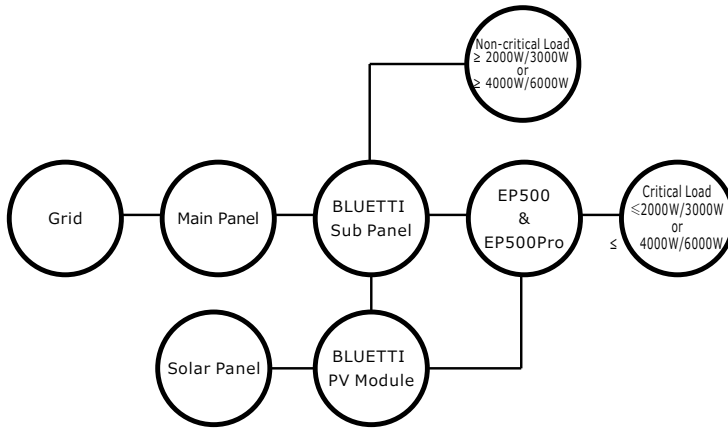 Non-critical Load
≥ 2000W/3000W
or
≥ 4000W/6000W
Grid
Main Panel
BLUETTI
Sub Panel
EP500
&
EP500Pro
Critical Load
≤2000W/3000W
or
≤ 4000W/6000W
Solar Panel
BLUETTI
PV Module